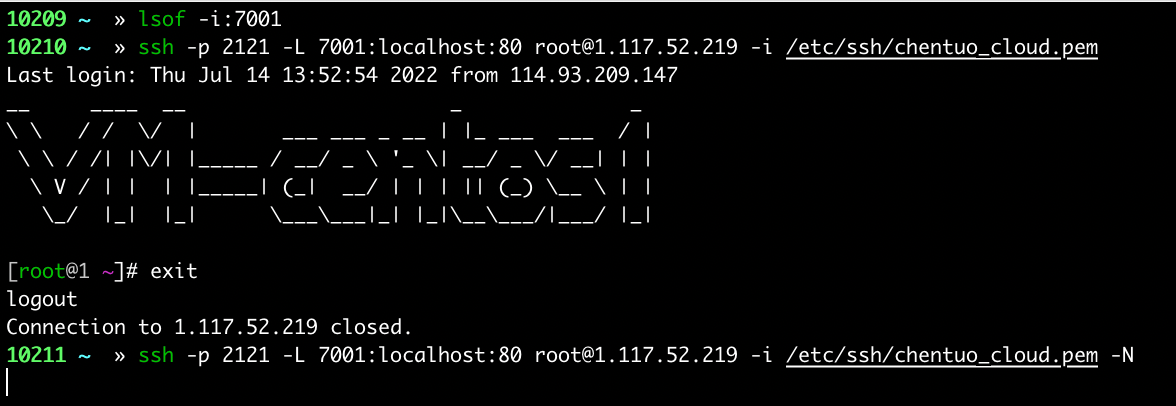 10209 ~  » lsof -i:7001
10210 ~  » ssh -p 2121 -L 7001:localhost:80 root@1.117.52.219 -i /etc/ssh/chentuo_cloud.pem
Last login: Thu Jul 14 13:52:54 2022 from 114.93.209.147
__     ____  __                      _              _
\ \   / /  \/  |       ___ ___ _ __ | |_ ___  ___  / |
 \ \ / /| |\/| |_____ / __/ _ \ '_ \| __/ _ \/ __| | |
  \ V / | |  | |_____| (_|  __/ | | | || (_) \__ \ | |
   \_/  |_|  |_|      \___\___|_| |_|\__\___/|___/ |_|
[root@1 ~]# exit
logout
Connection to 1.117.52.219 closed.
10211 ~  » ssh -p 2121 -L 7001:localhost:80 root@1.117.52.219 -i /etc/ssh/chentuo_cloud.pem -N